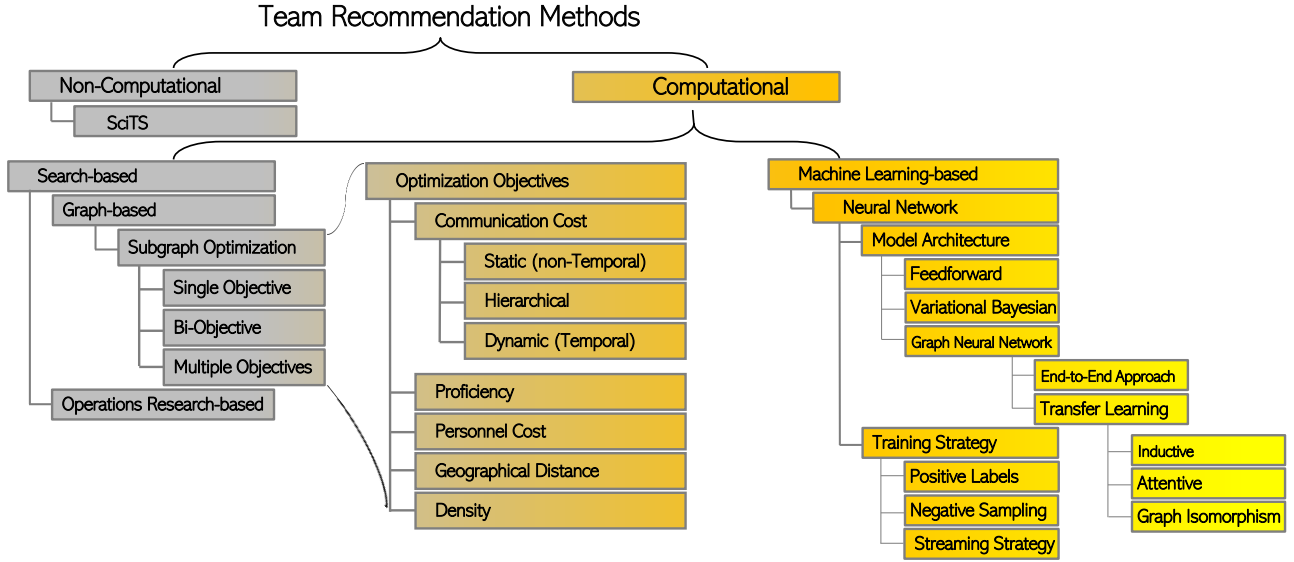 Team Recommendation Methods
Non-Computational
SciTS
Computational
Search-based
Graph-based
Subgraph Optimization
Single Objective
Bi-Objective
Multiple Objectives
Operations Research-based
Optimization Objectives
Communication Cost
Static (non-Temporal)
Hierarchical
Dynamic (Temporal)
Proficiency
Personnel Cost
Geographical Distance
Density
Machine Learning-based
Neural Network
Model Architecture
Feedforward
Variational Bayesian
Graph Neural Network
End-to-End Approach
Transfer Learning
Inductive
Attentive
Graph Isomorphism
Training Strategy
Positive Labels
Negative Sampling
Streaming Strategy